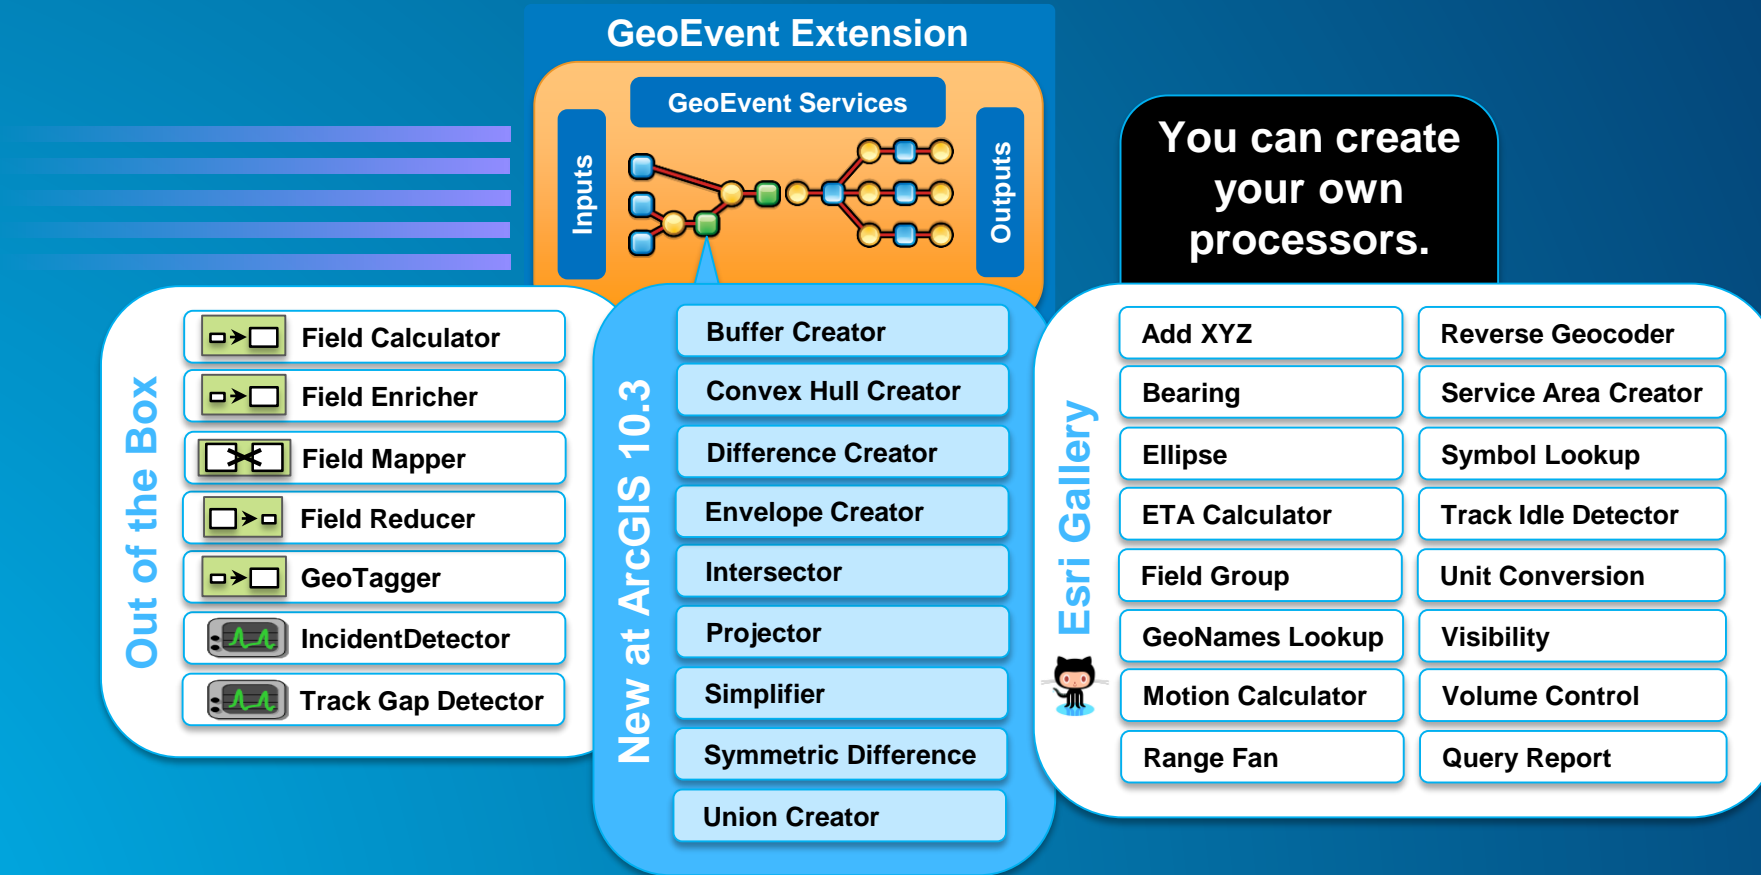 GeoEvent Extension
GeoEvent Services
Inputs
Outputs
You can create
your own
processors.
Out of the Box
Field Calculator
Field Enricher
Field Mapper
Field Reducer
GeoTagger
IncidentDetector
Track Gap Detector
New at ArcGIS 10.3
Buffer Creator
Convex Hull Creator
Difference Creator
Envelope Creator
Intersector
Projector
Simplifier
Symmetric Difference
Union Creator
Esri Gallery
Add XYZ
Bearing
Ellipse
ETA Calculator
Field Group
GeoNames Lookup
Motion Calculator
Range Fan
Reverse Geocoder
Service Area Creator
Symbol Lookup
Track Idle Detector
Unit Conversion
Visibility
Volume Control
Query Report